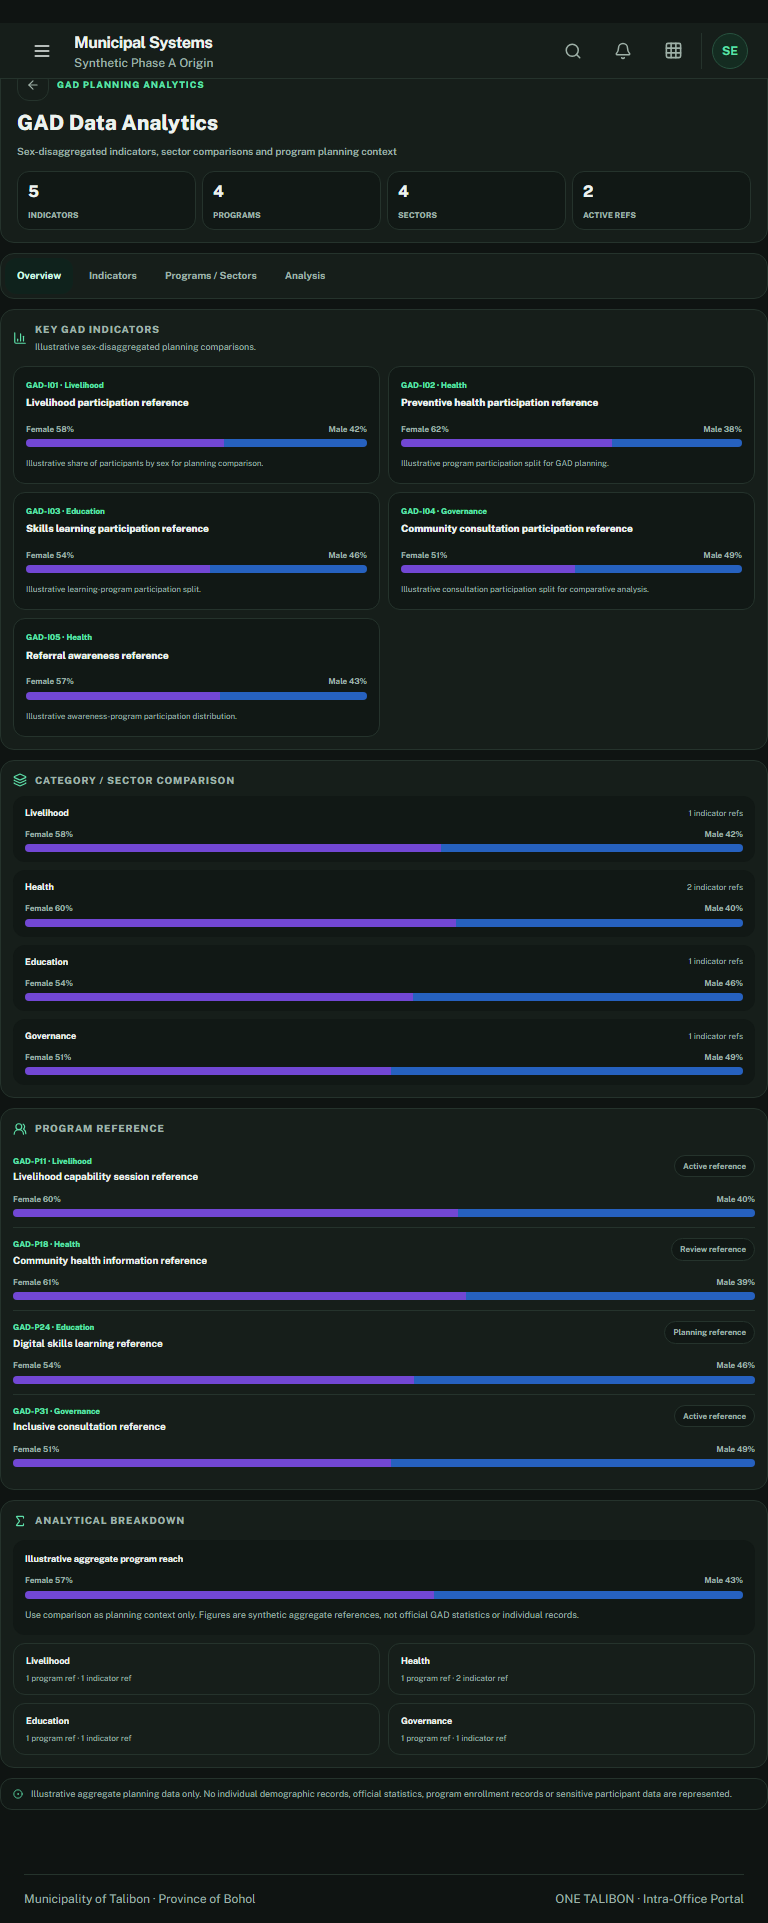 Municipal Systems
Synthetic Phase A Origin
SE
GAD PLANNING ANALYTICS
GAD Data Analytics
Sex-disaggregated indicators, sector comparisons and program planning context
5
INDICATORS
4
PROGRAMS
4
SECTORS
2
ACTIVE REFS
Overview
Indicators
Programs / Sectors
Analysis
KEY GAD INDICATORS
Illustrative sex-disaggregated planning comparisons.
GAD-I01 · Livelihood
Livelihood participation reference
Female 58% Male 42%
Illustrative share of participants by sex for planning comparison.
GAD-I02 · Health
Preventive health participation reference
Female 62% Male 38%
Illustrative program participation split for GAD planning.
GAD-I03 · Education
Skills learning participation reference
Female 54% Male 46%
Illustrative learning-program participation split.
GAD-I04 · Governance
Community consultation participation reference
Female 51% Male 49%
Illustrative consultation participation split for comparative analysis.
GAD-I05 · Health
Referral awareness reference
Female 57% Male 43%
Illustrative awareness-program participation distribution.
CATEGORY / SECTOR COMPARISON
Livelihood 1 indicator refs
Female 58% Male 42%
Health 2 indicator refs
Female 60% Male 40%
Education 1 indicator refs
Female 54% Male 46%
Governance 1 indicator refs
Female 51% Male 49%
PROGRAM REFERENCE
GAD-P11 · Livelihood
Livelihood capability session reference
Active reference
Female 60% Male 40%
GAD-P18 · Health
Community health information reference
Review reference
Female 61% Male 39%
GAD-P24 · Education
Digital skills learning reference
Planning reference
Female 54% Male 46%
GAD-P31 · Governance
Inclusive consultation reference
Active reference
Female 51% Male 49%
ANALYTICAL BREAKDOWN
Illustrative aggregate program reach
Female 57% Male 43%
Use comparison as planning context only. Figures are synthetic aggregate references, not official GAD statistics or individual records.
Livelihood
1 program ref · 1 indicator ref
Health
1 program ref · 2 indicator ref
Education
1 program ref · 1 indicator ref
Governance
1 program ref · 1 indicator ref
Illustrative aggregate planning data only. No individual demographic records, official statistics, program enrollment records or sensitive participant data are represented.
Municipality of Talibon · Province of Bohol
ONE TALIBON · Intra-Office Portal